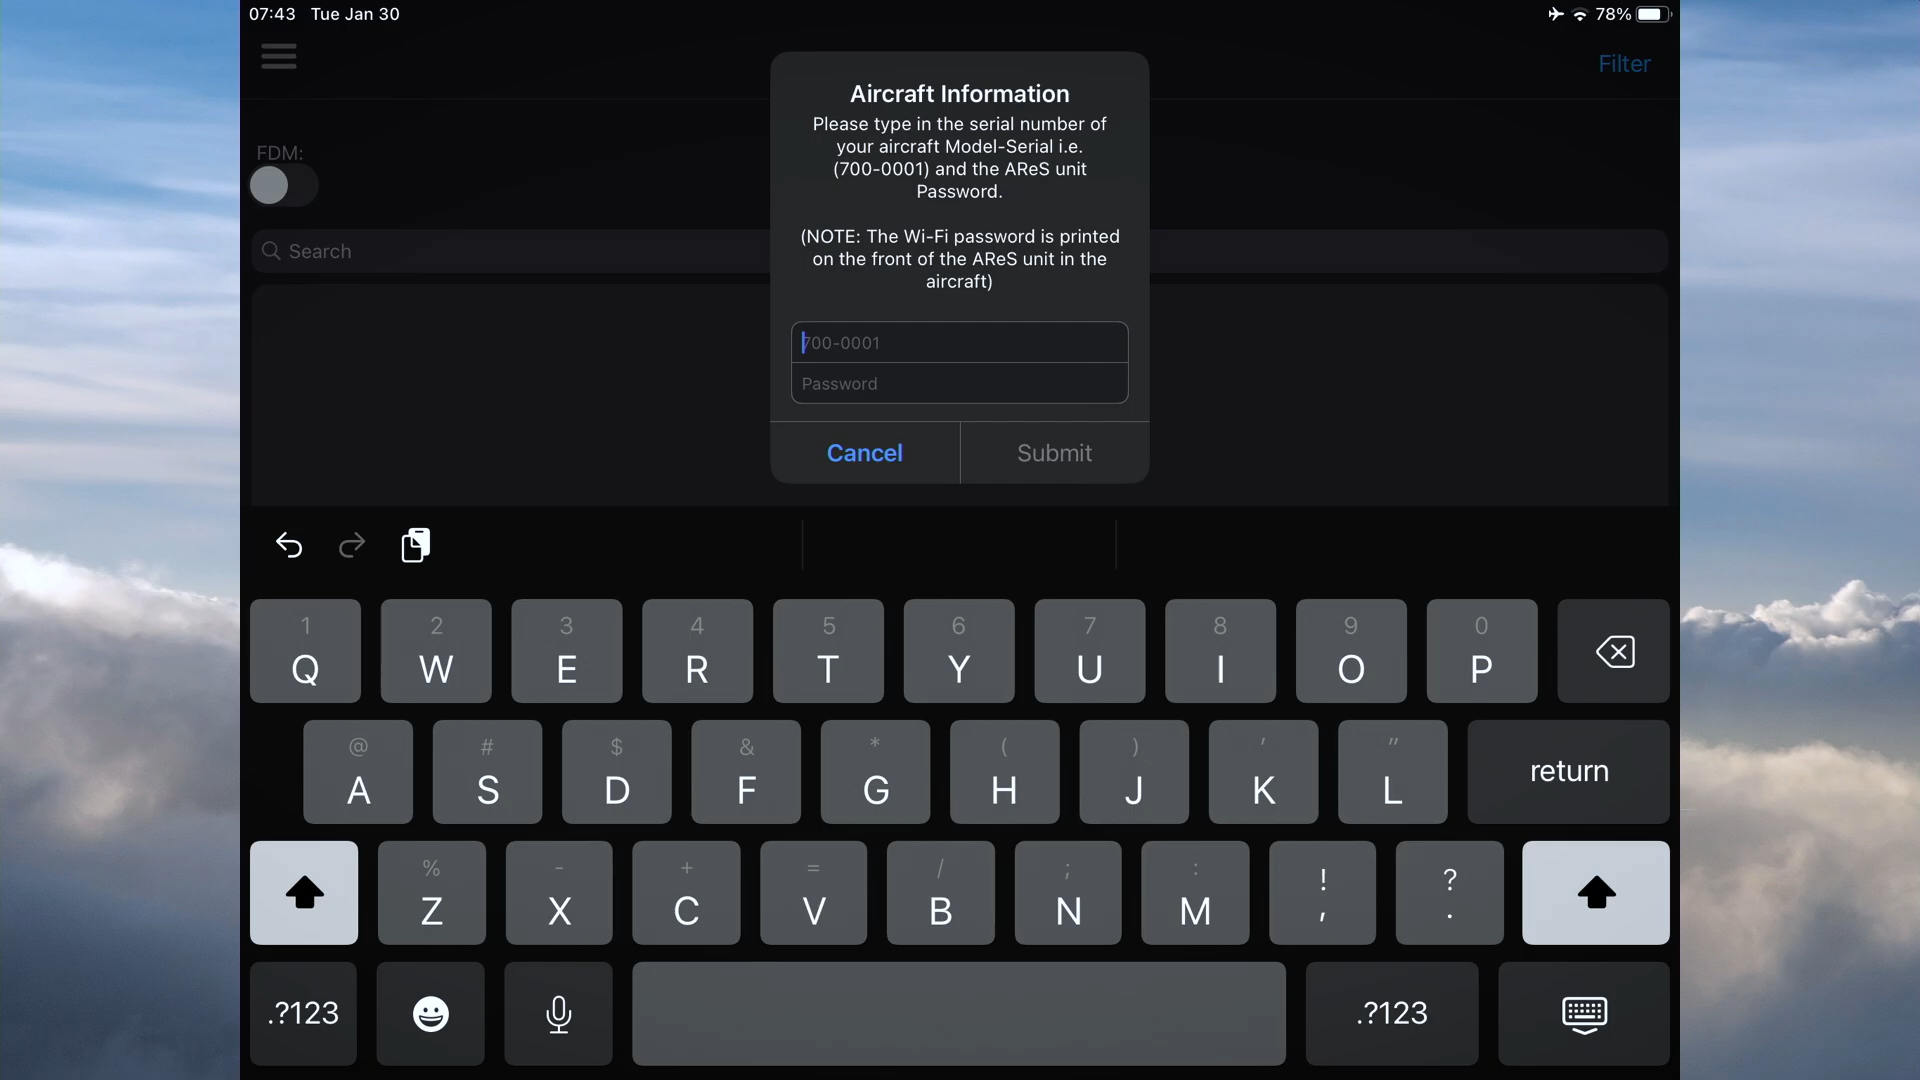 07:43 Tue Jan 30
78%
Filter
Aircraft Information
Please type in the serial number of
your aircraft Model-Serial i.e.
(700-0001) and the AReS unit
Password.
(NOTE: The Wi-Fi password is printed
on the front of the AReS unit in the
aircraft)
700-0001
Password
Cancel
Submit
FDM:
Search
1 2 3 4 5 6 7 8 9 0
Q W E R T Y U I O P
@ # $ & * ( ) ' "
A S D F G H J K L return
% - + = / ; : ! ?
Z X C V B N M , .
.?123 .?123